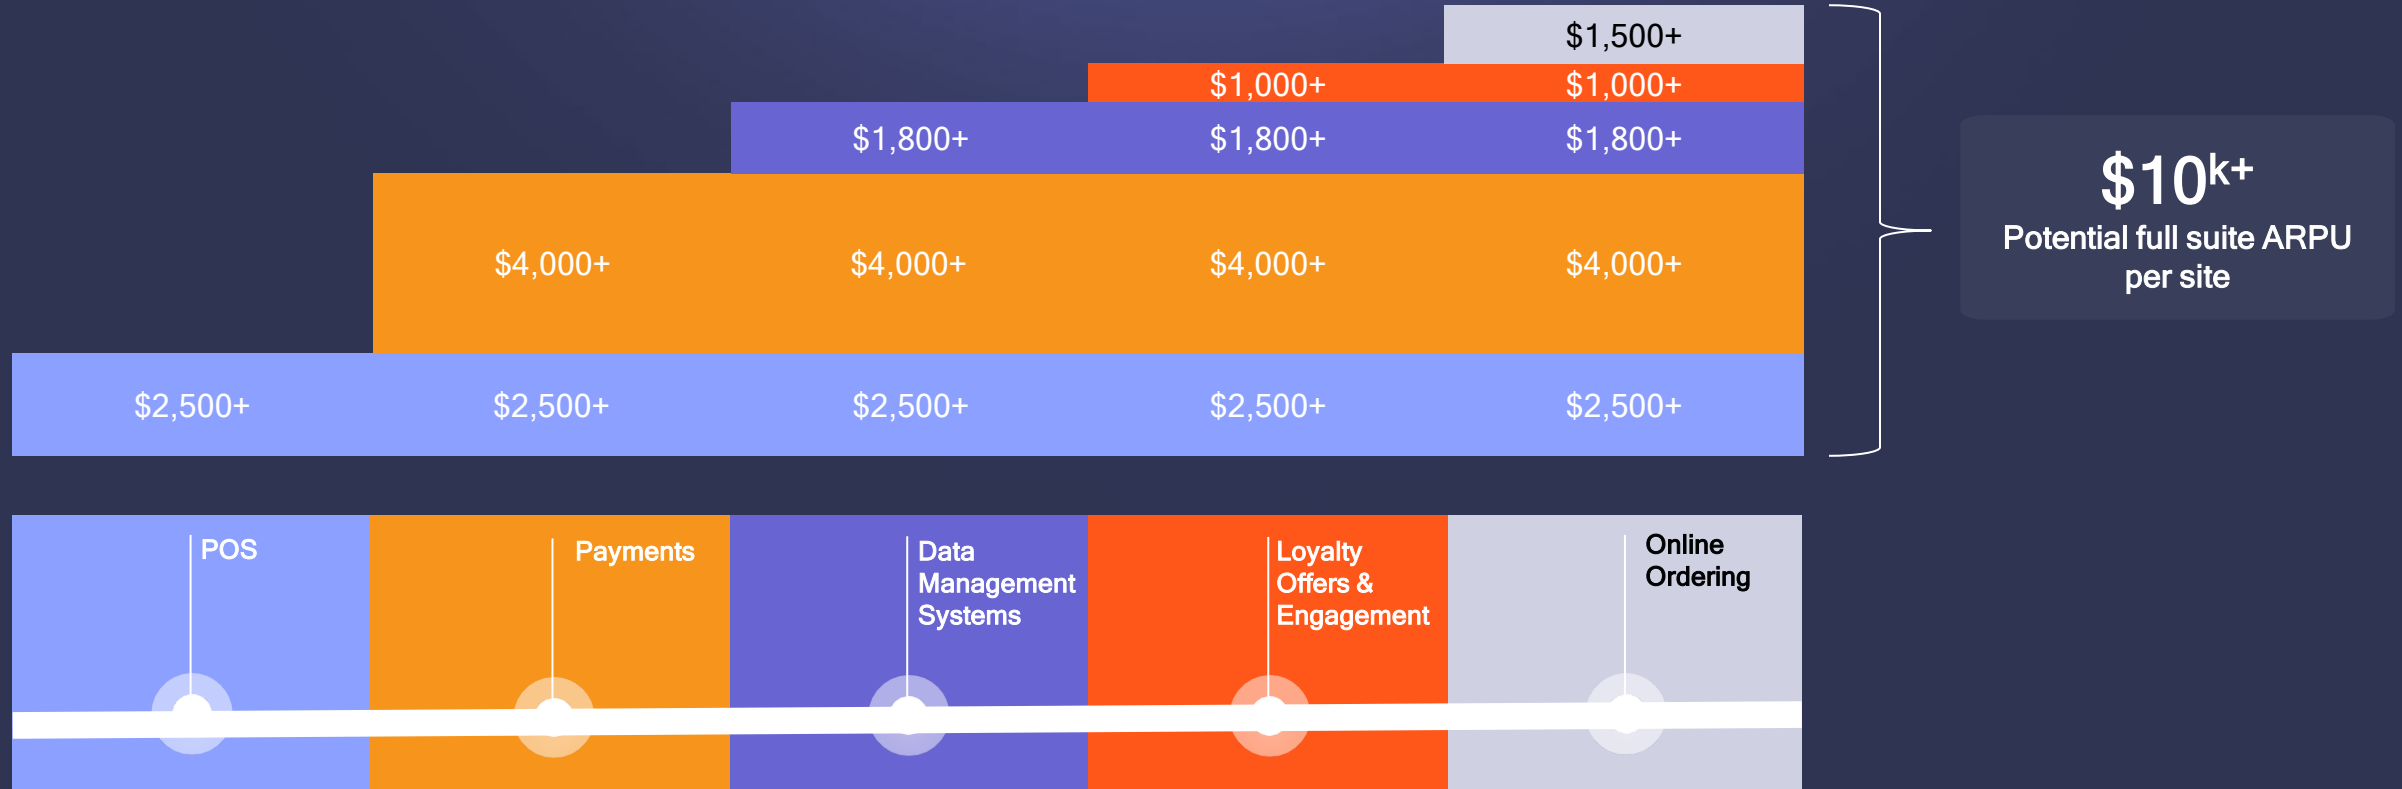 $1,500+
$1,000+ $1,000+
$1,800+ $1,800+ $1,800+
$4,000+ $4,000+ $4,000+ $4,000+
$2,500+ $2,500+ $2,500+ $2,500+ $2,500+
$10k+
Potential full suite ARPU
per site
POS
Payments
Data
Management
Systems
Loyalty
Offers &
Engagement
Online
Ordering